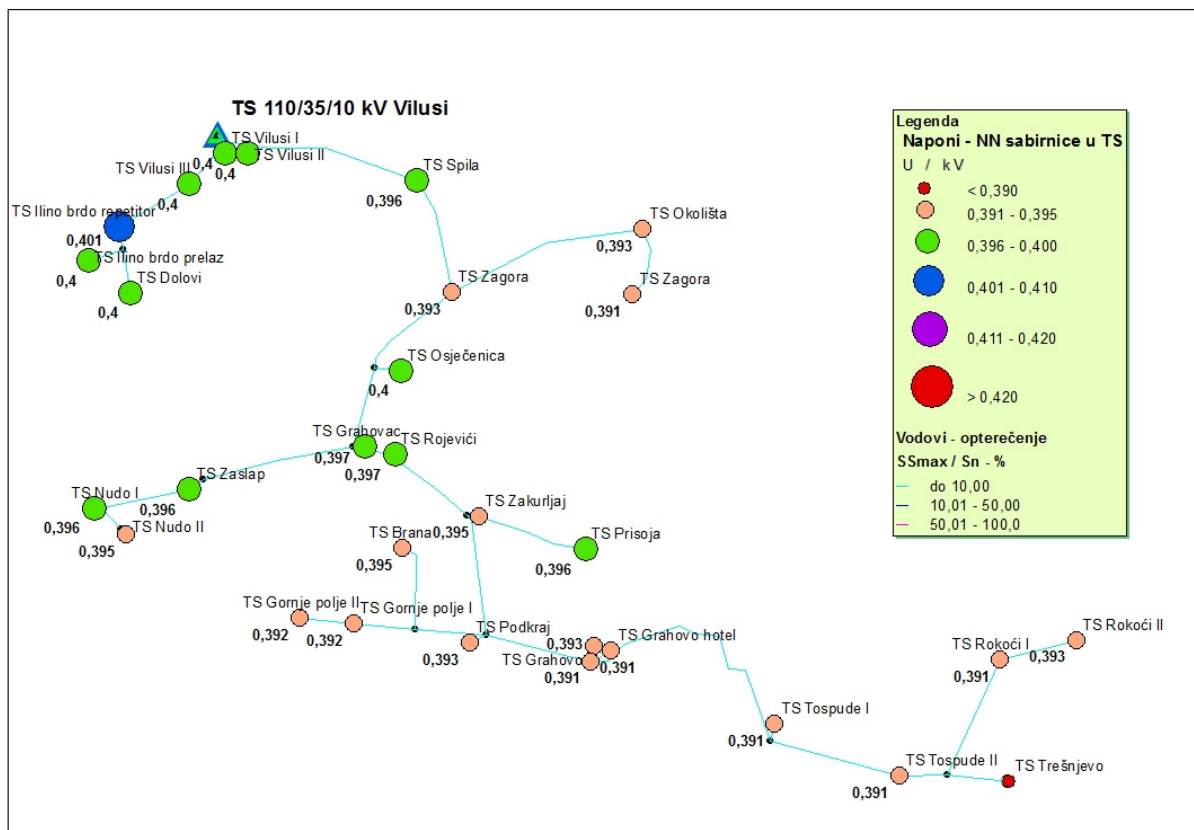 TS 110/35/10 kV Vilusi
TS Vilusi I
TS Vilusi II
0,4
0,4
TS Vilusi III
0,4
TS Spila
0,396
TS Ilino brdo repetitor
0,401
TS Ilino brdo prelaz
0,4
TS Dolovi
0,4
TS Okolišta
0,393
TS Zagora
0,393
TS Zagora
0,391
TS Osječenica
0,4
TS Grahovac
0,397
TS Rojevići
0,397
TS Zaslap
0,396
TS Nudo I
0,396
TS Nudo II
0,395
TS Zakurljaj
0,395
TS Brana
0,395
TS Prisoja
0,396
TS Gornje polje II
0,392
TS Gornje polje I
0,392
TS Podkraj
0,393
0,393
TS Grahovo hotel
0,391
TS Grahovo
0,391
TS Tospude I
0,391
TS Tospude II
0,391
TS Rokoći I
0,391
TS Rokoći II
0,393
TS Trešnjevo
Legenda
Naponi - NN sabirnice u TS
U / kV
< 0,390
0,391 - 0,395
0,396 - 0,400
0,401 - 0,410
0,411 - 0,420
> 0,420
Vodovi - opterečenje
SSmax / Sn - %
do 10,00
10,01 - 50,00
50,01 - 100,0